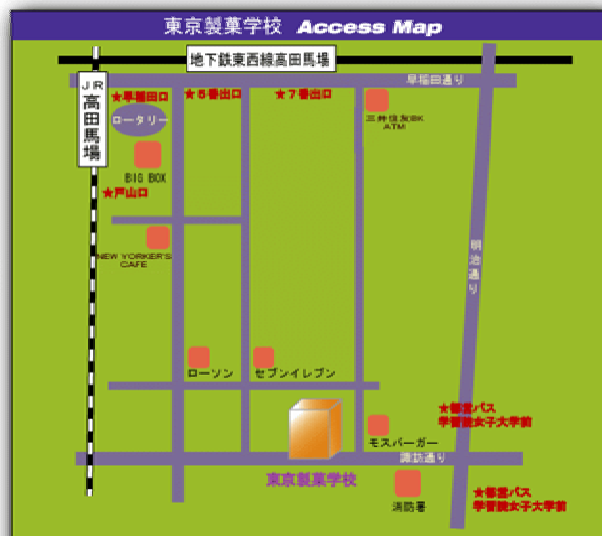 東京製菓学校 Access Map
地下鉄東西線高田馬場
早稲田通り
JR
高田馬場
★早稲田口
★5番出口
★7番出口
ロータリー
三井住友BK
ATM
BIG BOX
★戸山口
NEW YORKER'S
CAFE
明治通り
ローソン
セブンイレブン
★都営バス
学習院女子大学前
モスバーガー
諏訪通り
東京製菓学校
消防署
★都営バス
学習院女子大学前